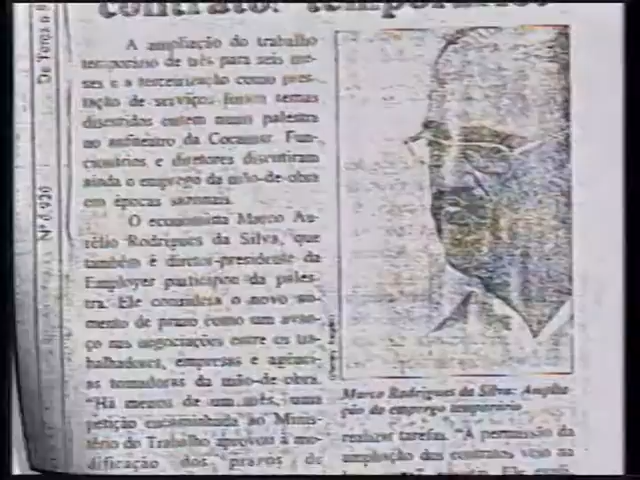 contrato: temporário
De Terça a
Nº 6.920
A ampliação do trabalho
temporário de três para seis me-
ses e a terceirização como pres-
tação de serviços foram temas
discutidos ontem numa palestra
no anfiteatro da Cocamar. Fun-
cionários e diretores discutiram
ainda o emprego da mão-de-obra
em épocas sazonais.
O economista Marco Au-
rélio Rodrigues da Silva, que
também é diretor-presidente da
Employer participou da pales-
tra. Ele considera o novo
mento de prazo como um avan-
ço nas negociações entre os tra-
balhadores, empresas e
as tomadoras da mão-de-obra.
"Há menos de um mês, uma
petição encaminhada ao Minis-
tério do Trabalho aprovou a mo-
dificação dos prazos de
Marco Rodrigues da Silva: Amplia-
ção do emprego temporário
realizar tarefas. "A permissão da
ampliação dos contratos veio na